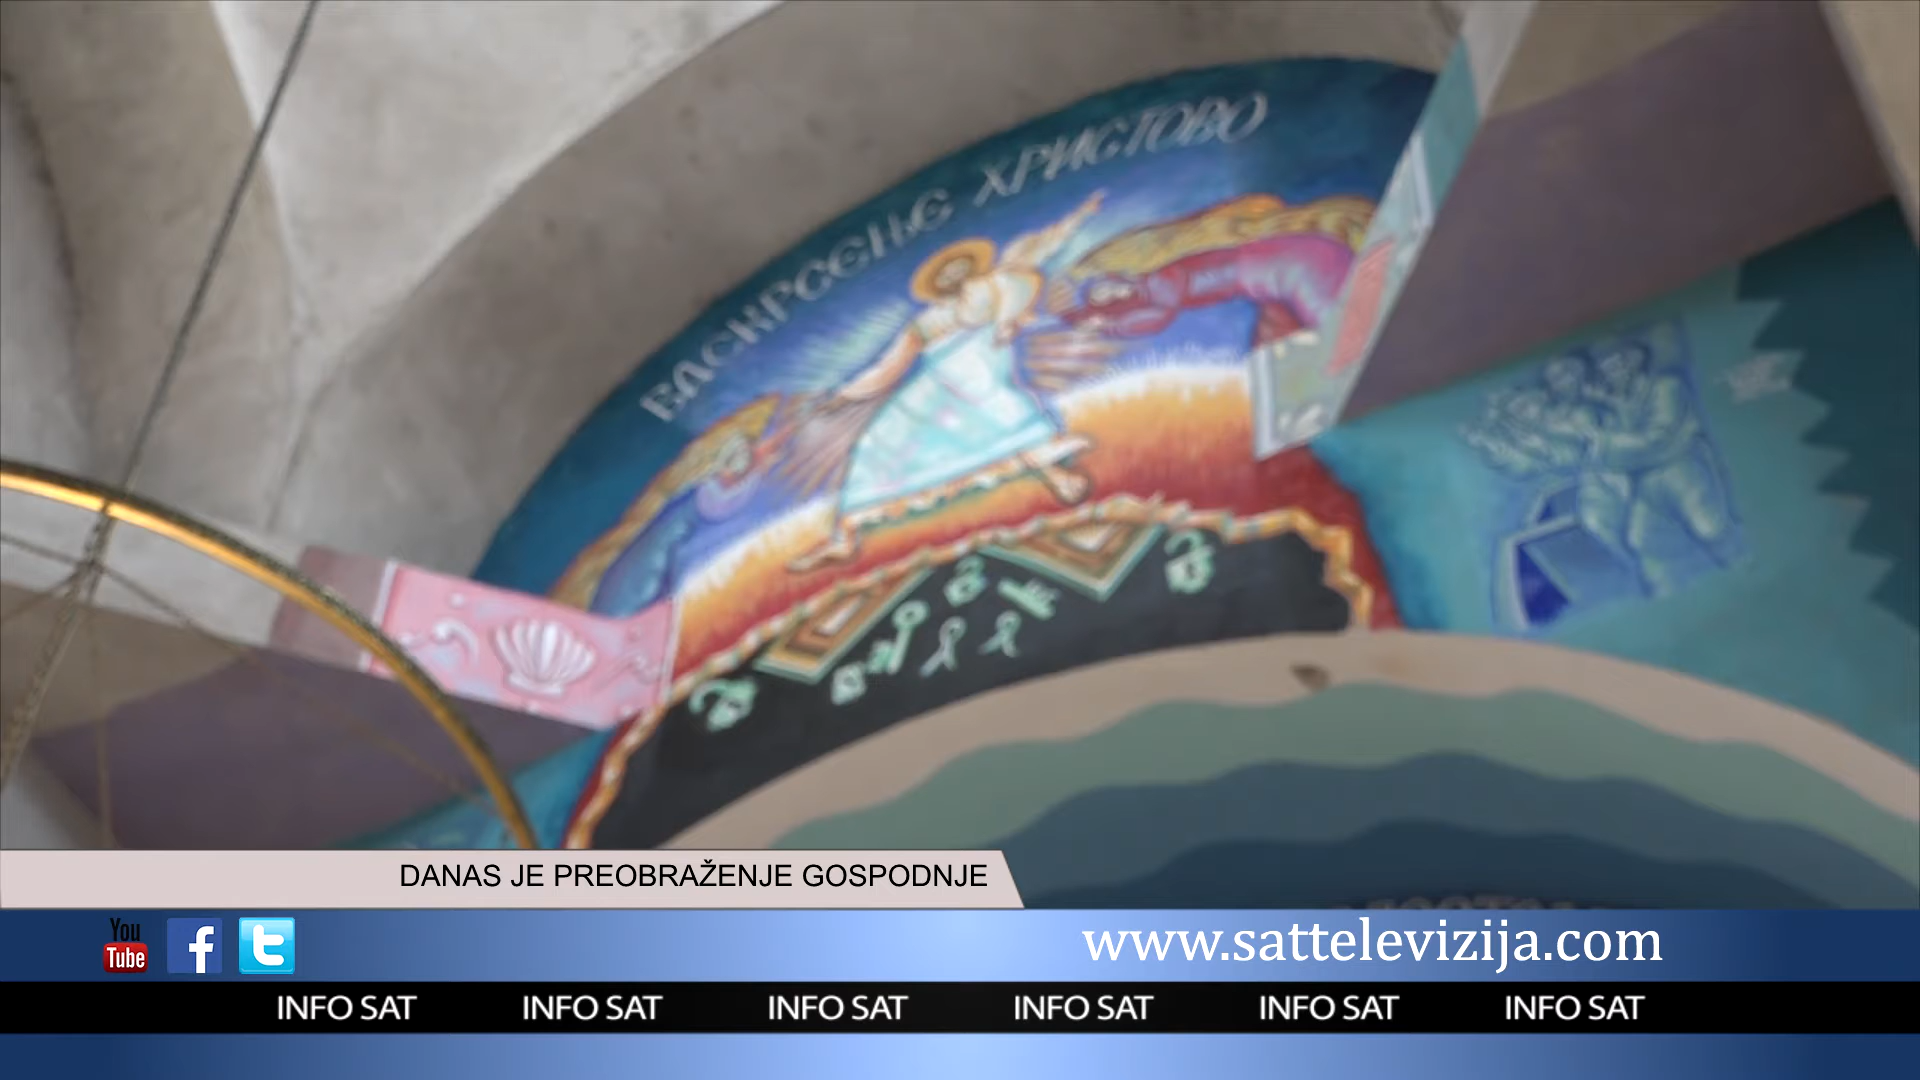 ВАСКРСЕЊЕ ХРИСТОВО
DANAS JE PREOBRAŽENJE GOSPODNJE
You
Tube
www.sattelevizija.com
INFO SAT INFO SAT INFO SAT INFO SAT INFO SAT INFO SAT